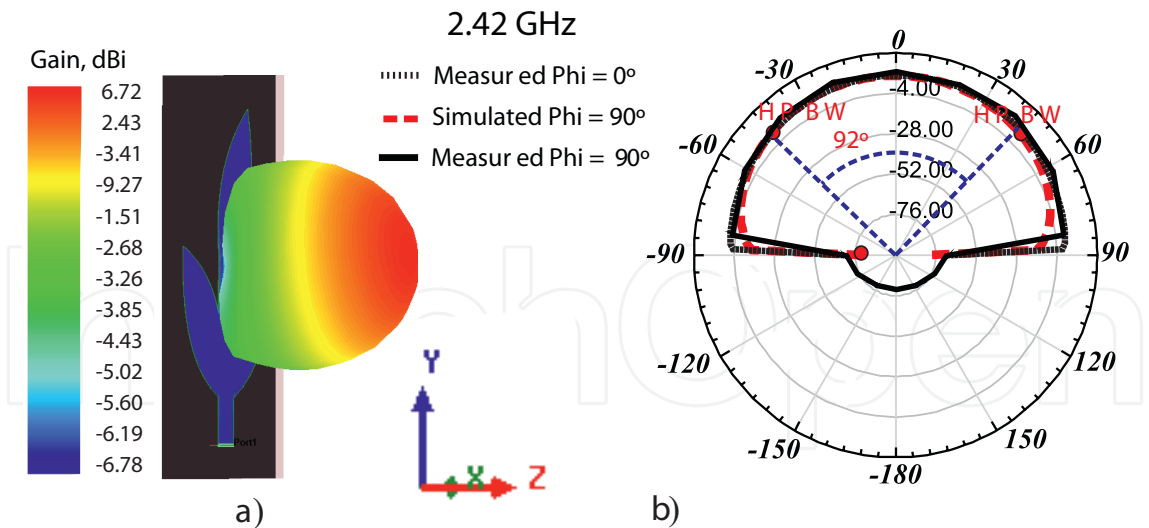 2.42 GHz
Gain, dBi
6.72
2.43
-3.41
-9.27
-1.51
-2.68
-3.26
-3.85
-4.43
-5.02
-5.60
-6.19
-6.78
Port1
Y
X
Z
a)
Measur ed Phi = 0º
Simulated Phi = 90º
Measur ed Phi = 90º
0
-30
30
-60
60
-90
90
-120
120
-150
150
-180
-4.00
-28.00
-52.00
-76.00
H P B W
H P B W
92º
b)